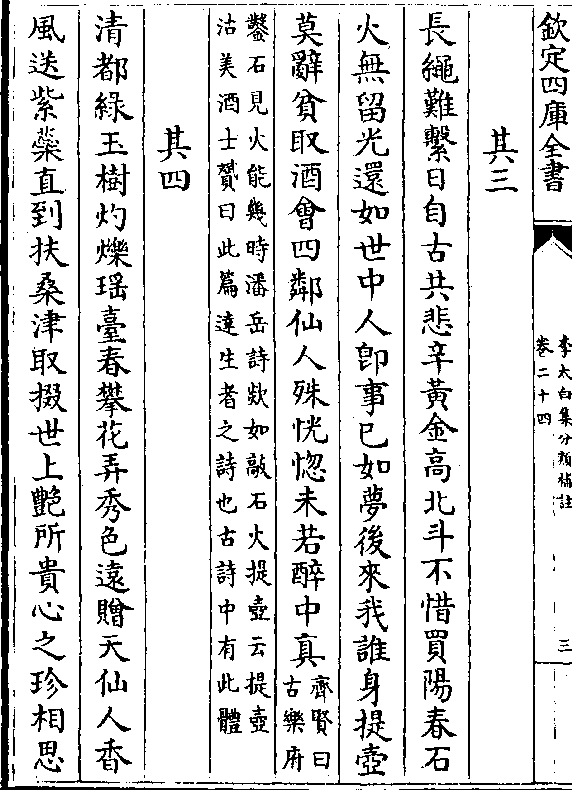 欽定四庫全書
李太白集分類補註
卷二十四
三
其三
長繩難繫日自古共悲辛黃金高北斗不惜買陽春石
火無留光還如世中人即事已如夢後來我誰身提壺
莫辭貧取酒會四鄰仙人殊恍惚未若醉中真齊賢曰
古樂府
鑿石見火能幾時潘岳詩欻如敲石火提壺云提壺
沽美酒士贇曰此篇達生者之詩也古詩中有此體
其四
清都綠玉樹灼爍瑶臺春攀花弄秀色遠贈天仙人香
風送紫蘂直到扶桑津取掇世上艷所貴心之珍相思